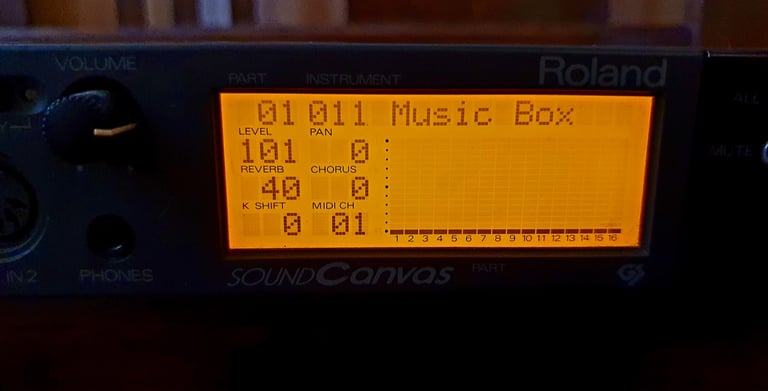 VOLUME
PART INSTRUMENT Roland
01 011 Music Box
LEVEL PAN
101 0
REVERB CHORUS
40 0
K SHIFT MIDI CH
0 01
1 2 3 4 5 6 7 8 9 10 11 12 13 14 15 16
IN 2 PHONES
SOUND Canvas PART GS
ALL
MUTE